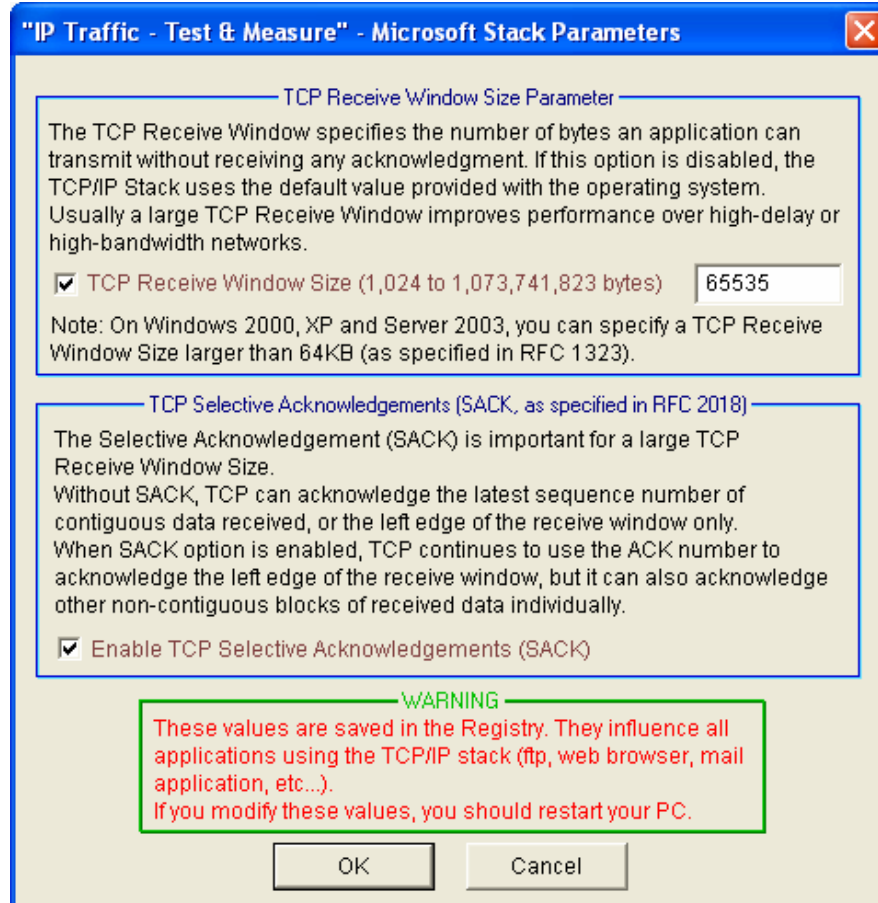 "IP Traffic - Test & Measure" - Microsoft Stack Parameters
TCP Receive Window Size Parameter
The TCP Receive Window specifies the number of bytes an application can
transmit without receiving any acknowledgment. If this option is disabled, the
TCP/IP Stack uses the default value provided with the operating system.
Usually a large TCP Receive Window improves performance over high-delay or
high-bandwidth networks.
TCP Receive Window Size (1,024 to 1,073,741,823 bytes) 65535
Note: On Windows 2000, XP and Server 2003, you can specify a TCP Receive
Window Size larger than 64KB (as specified in RFC 1323).
TCP Selective Acknowledgements (SACK, as specified in RFC 2018)
The Selective Acknowledgement (SACK) is important for a large TCP
Receive Window Size.
Without SACK, TCP can acknowledge the latest sequence number of
contiguous data received, or the left edge of the receive window only.
When SACK option is enabled, TCP continues to use the ACK number to
acknowledge the left edge of the receive window, but it can also acknowledge
other non-contiguous blocks of received data individually.
Enable TCP Selective Acknowledgements (SACK)
WARNING
These values are saved in the Registry. They influence all
applications using the TCP/IP stack (ftp, web browser, mail
application, etc...).
If you modify these values, you should restart your PC.
OK Cancel